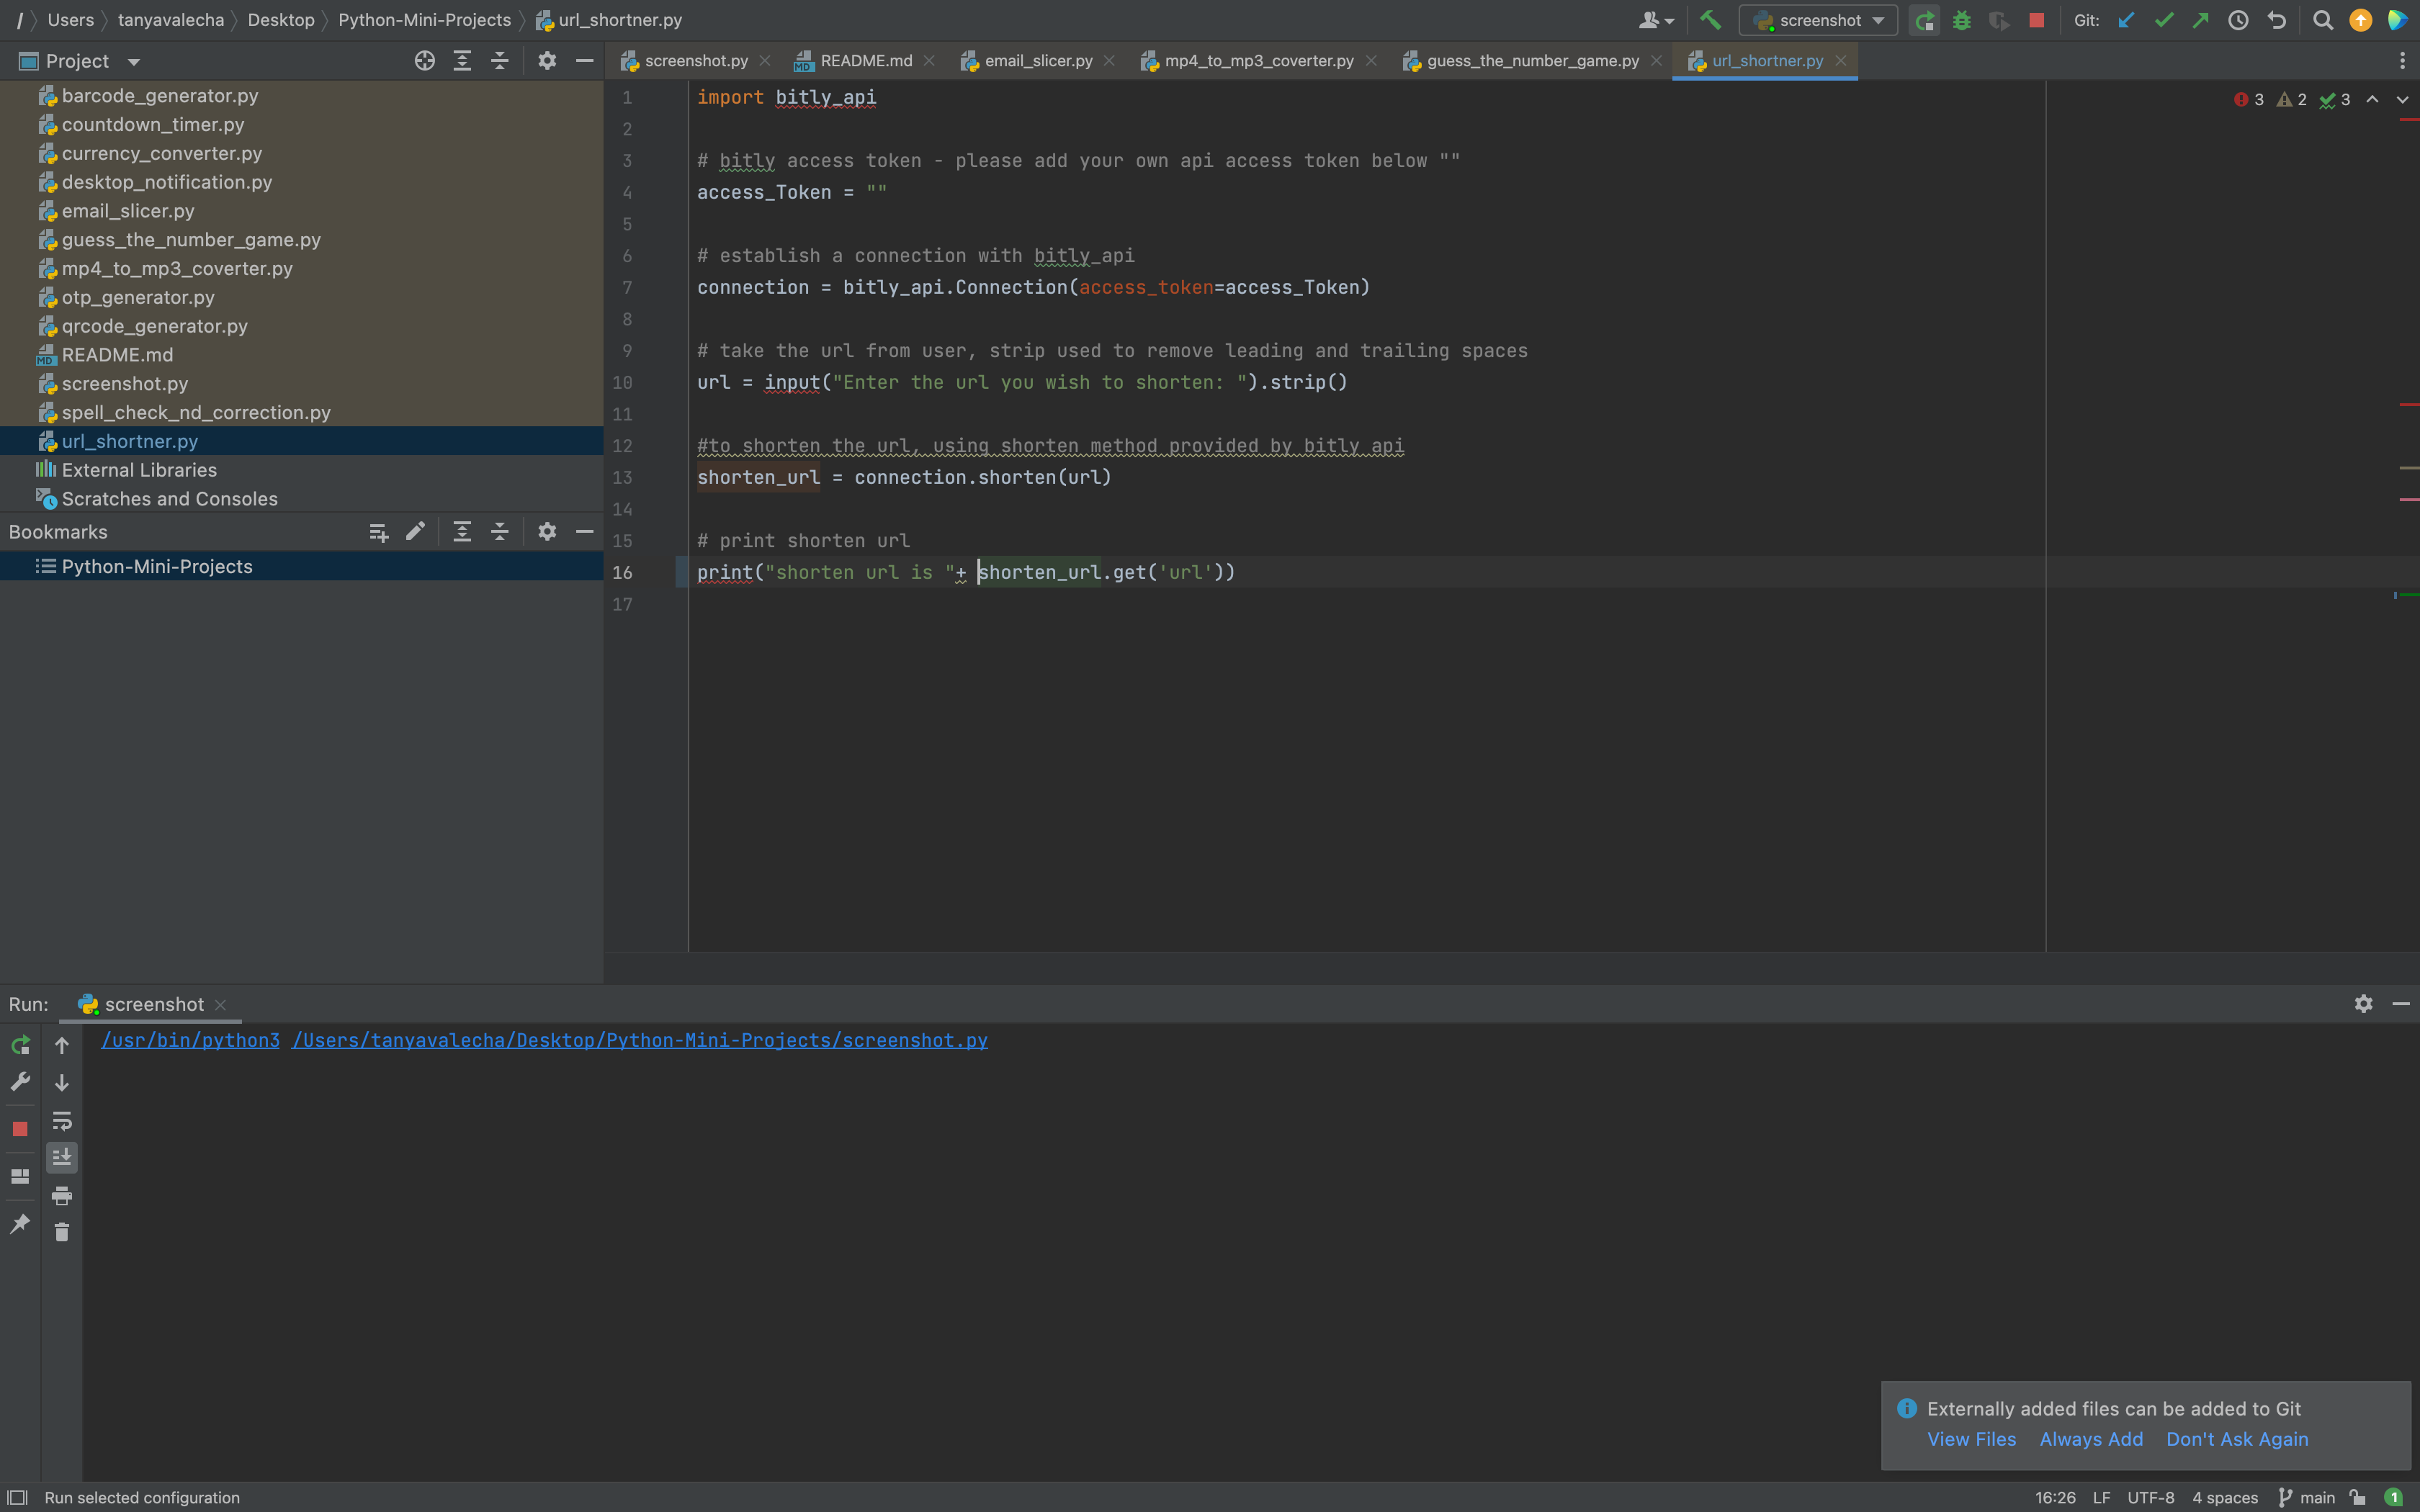 / Users tanyavalecha Desktop Python-Mini-Projects url_shortner.py
screenshot Git:
Project
screenshot.py README.md email_slicer.py mp4_to_mp3_coverter.py guess_the_number_game.py url_shortner.py
barcode_generator.py
countdown_timer.py
currency_converter.py
desktop_notification.py
email_slicer.py
guess_the_number_game.py
mp4_to_mp3_coverter.py
otp_generator.py
qrcode_generator.py
MD README.md
screenshot.py
spell_check_nd_correction.py
url_shortner.py
External Libraries
Scratches and Consoles
Bookmarks
Python-Mini-Projects
3 2 3
1 import bitly_api
2
3 # bitly access token - please add your own api access token below ""
4 access_Token = ""
5
6 # establish a connection with bitly_api
7 connection = bitly_api.Connection(access_token=access_Token)
8
9 # take the url from user, strip used to remove leading and trailing spaces
10 url = input("Enter the url you wish to shorten: ").strip()
11
12 #to shorten the url, using shorten method provided by bitly_api
13 shorten_url = connection.shorten(url)
14
15 # print shorten url
16 print("shorten url is "+ shorten_url.get('url'))
17
Run: screenshot
/usr/bin/python3 /Users/tanyavalecha/Desktop/Python-Mini-Projects/screenshot.py
Externally added files can be added to Git
View Files Always Add Don't Ask Again
Run selected configuration
16:26 LF UTF-8 4 spaces main 1